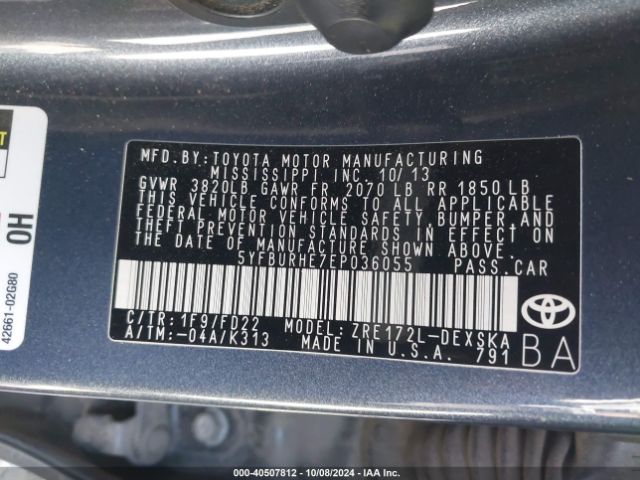 MFD.BY:TOYOTA MOTOR MANUFACTURING
MISSISSIPPI INC. 10/13
GVWR 3820LB GAWR FR 2070 LB RR 1850 LB
THIS VEHICLE CONFORMS TO ALL APPLICABLE
FEDERAL MOTOR VEHICLE SAFETY, BUMPER AND
THEFT PREVENTION STANDARDS IN EFFECT ON
THE DATE OF MANUFACTURE SHOWN ABOVE.
5YFBURHE7EP036055 PASS.CAR
C/TR:1F9/FD22 MODEL:ZRE172L-DEXSKA
A/TM:-04A/K313 MADE IN U.S.A. 791
BA
OH
42661-02G80
000-40507812 - 10/08/2024 - IAA Inc.